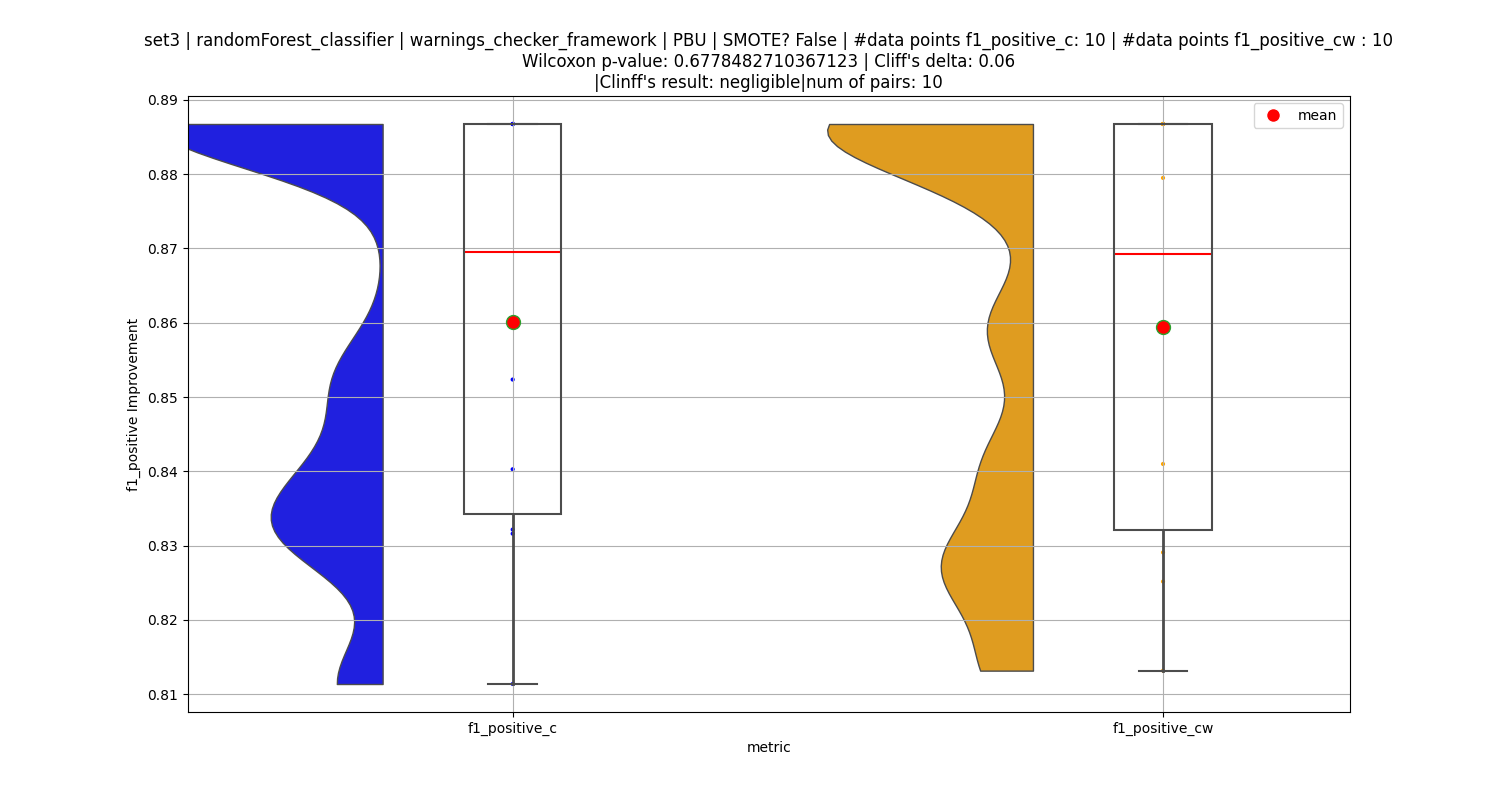 set3 | randomForest_classifier | warnings_checker_framework | PBU | SMOTE? False | #data points f1_positive_c: 10 | #data points f1_positive_cw : 10
Wilcoxon p-value: 0.6778482710367123 | Cliff's delta: 0.06
|Clinff's result: negligible|num of pairs: 10
mean
0.89
0.88
0.87
0.86
0.85
0.84
0.83
0.82
0.81
f1_positive Improvement
f1_positive_c
f1_positive_cw
metric